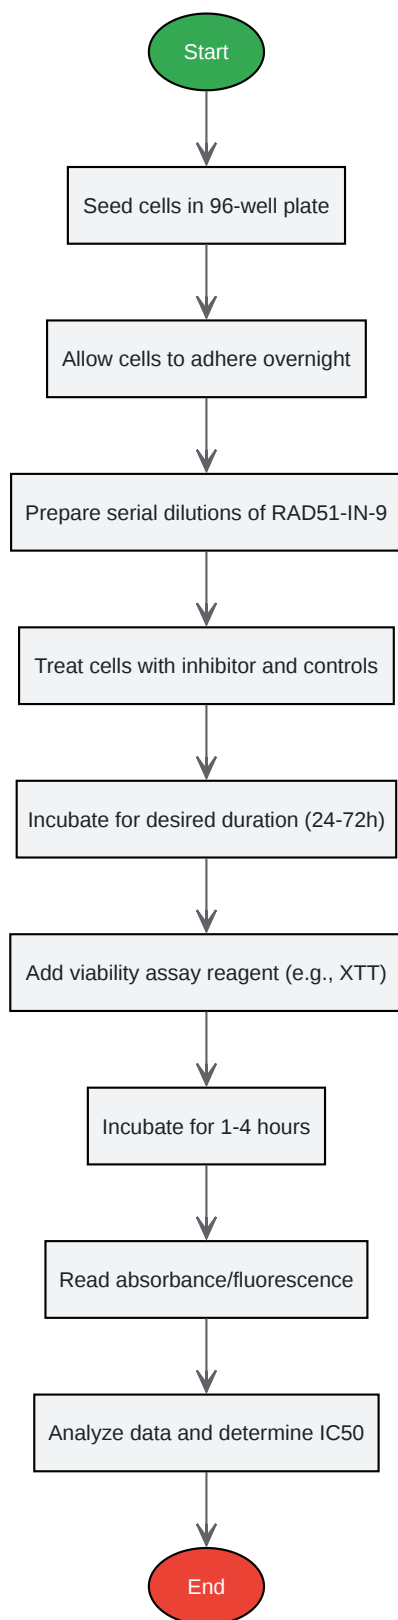 Start
Seed cells in 96-well plate
Allow cells to adhere overnight
Prepare serial dilutions of RAD51-IN-9
Treat cells with inhibitor and controls
Incubate for desired duration (24-72h)
Add viability assay reagent (e.g., XTT)
Incubate for 1-4 hours
Read absorbance/fluorescence
Analyze data and determine IC50
End